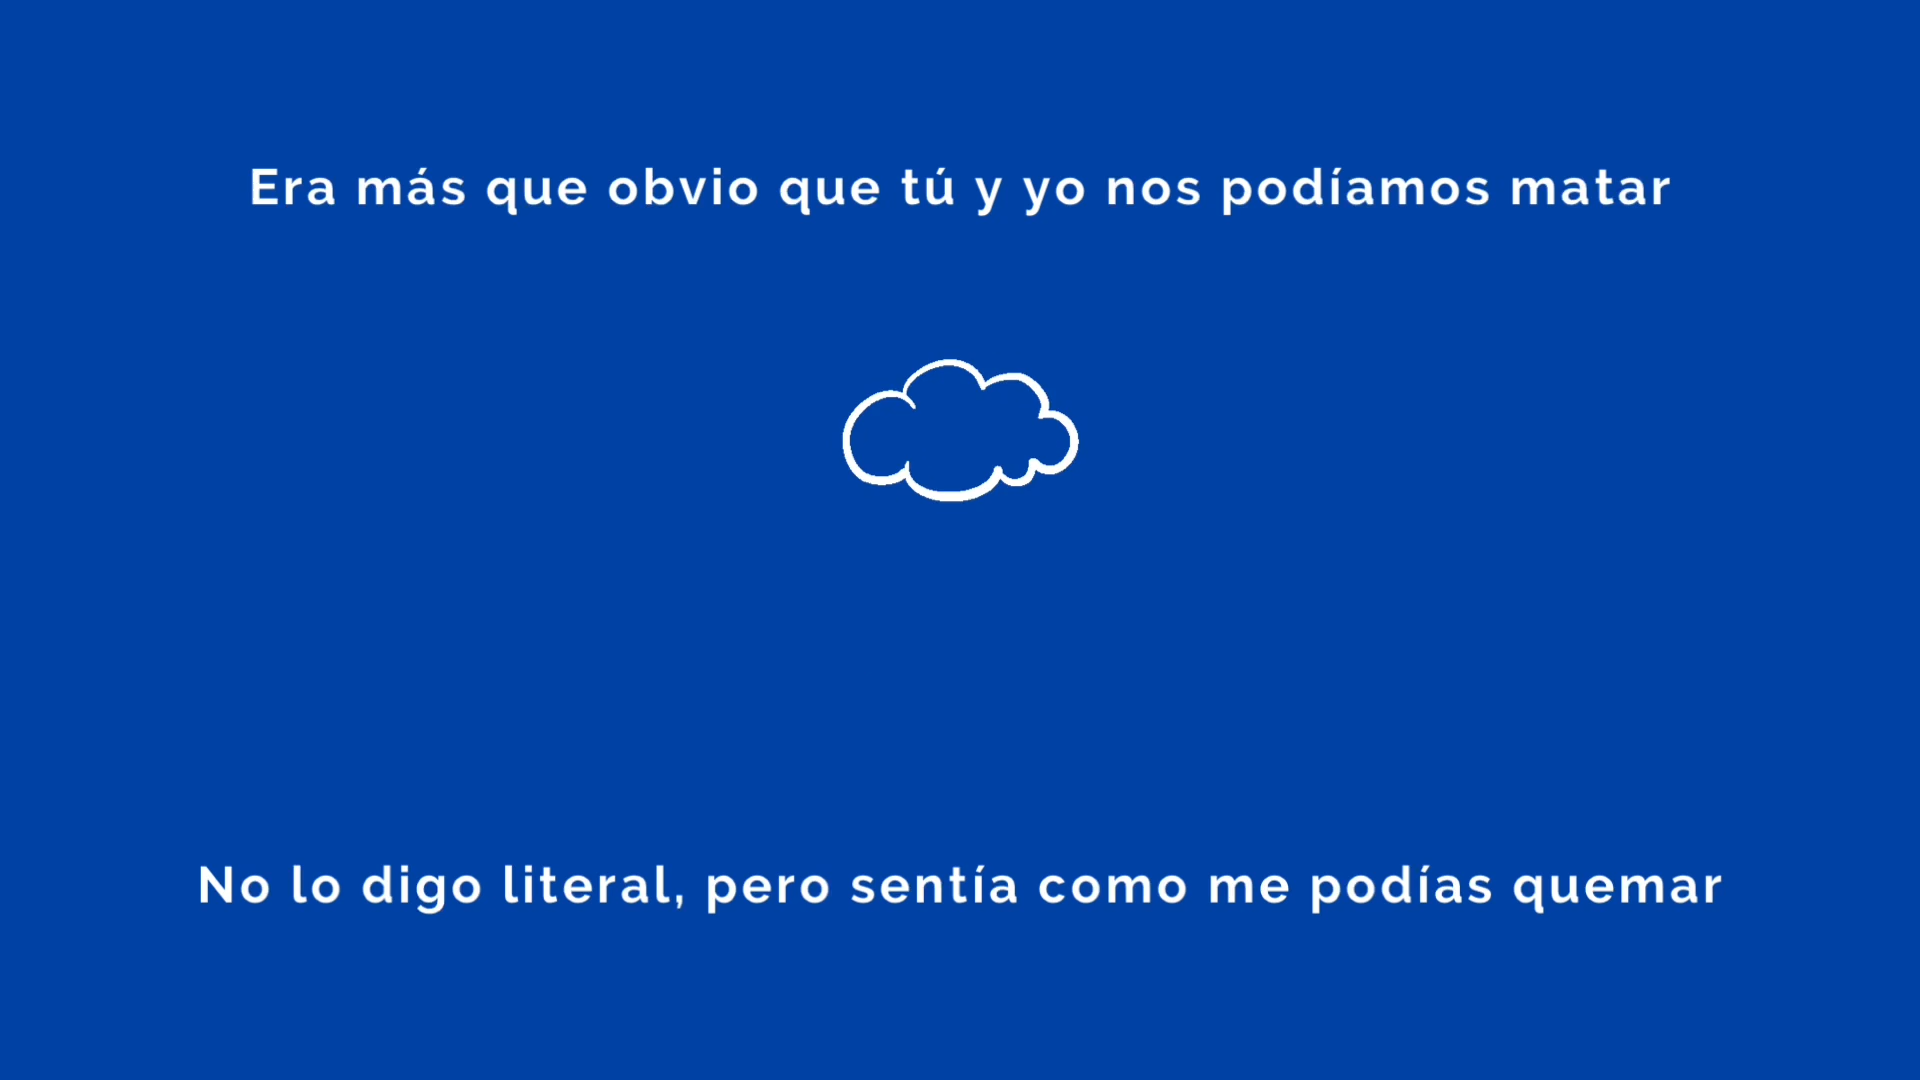 Era más que obvio que tú y yo nos podíamos matar
No lo digo literal, pero sentía como me podías quemar